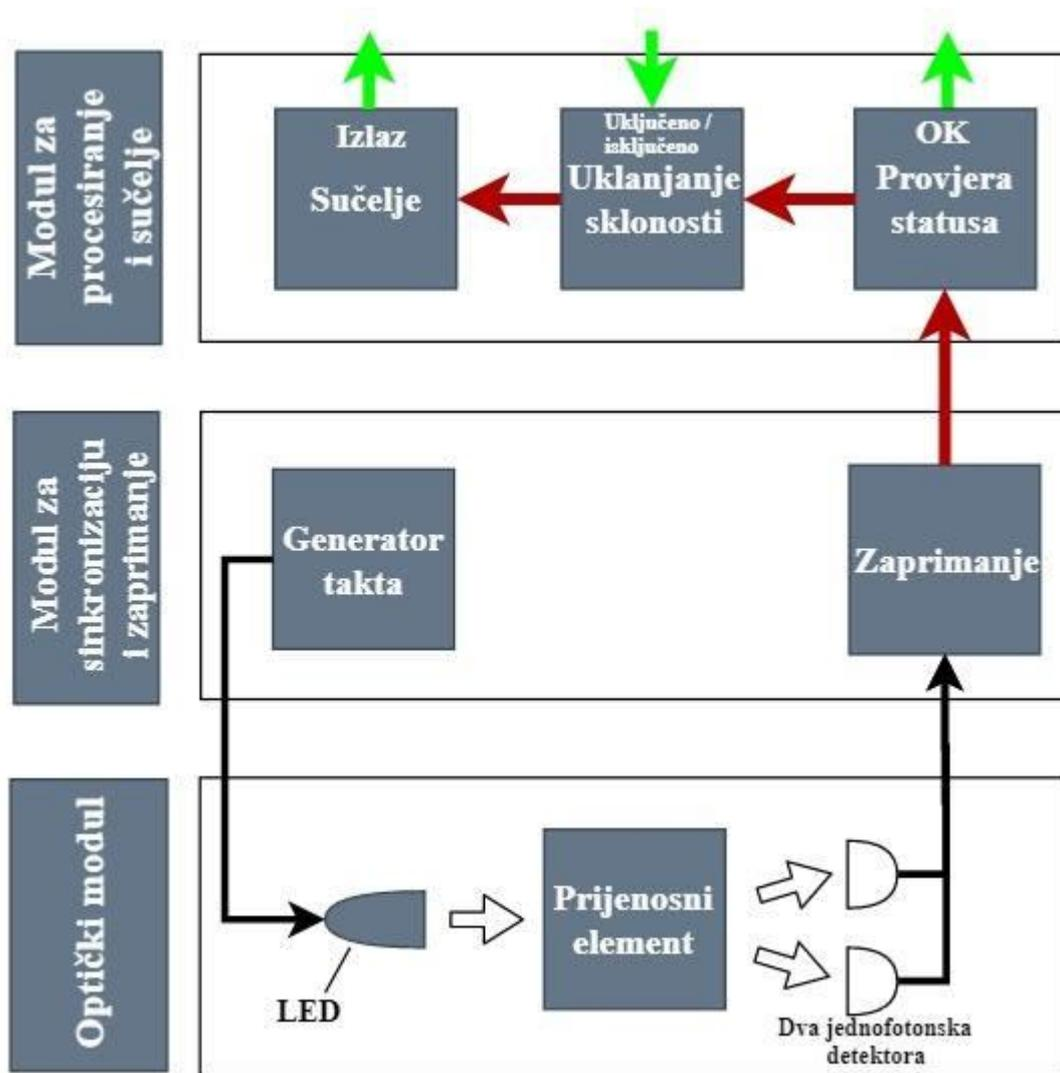 Modul za
procesiranje
i sučelje
Izlaz
Sučelje
Uključeno /
isključeno
Uklanjanje
sklonosti
OK
Provjera
statusa
Modul za
sinkronizaciju
i zaprimanje
Generator
takta
Zaprimanje
Optički modul
LED
Prijenosni
element
Dva jednofotonska
detektora